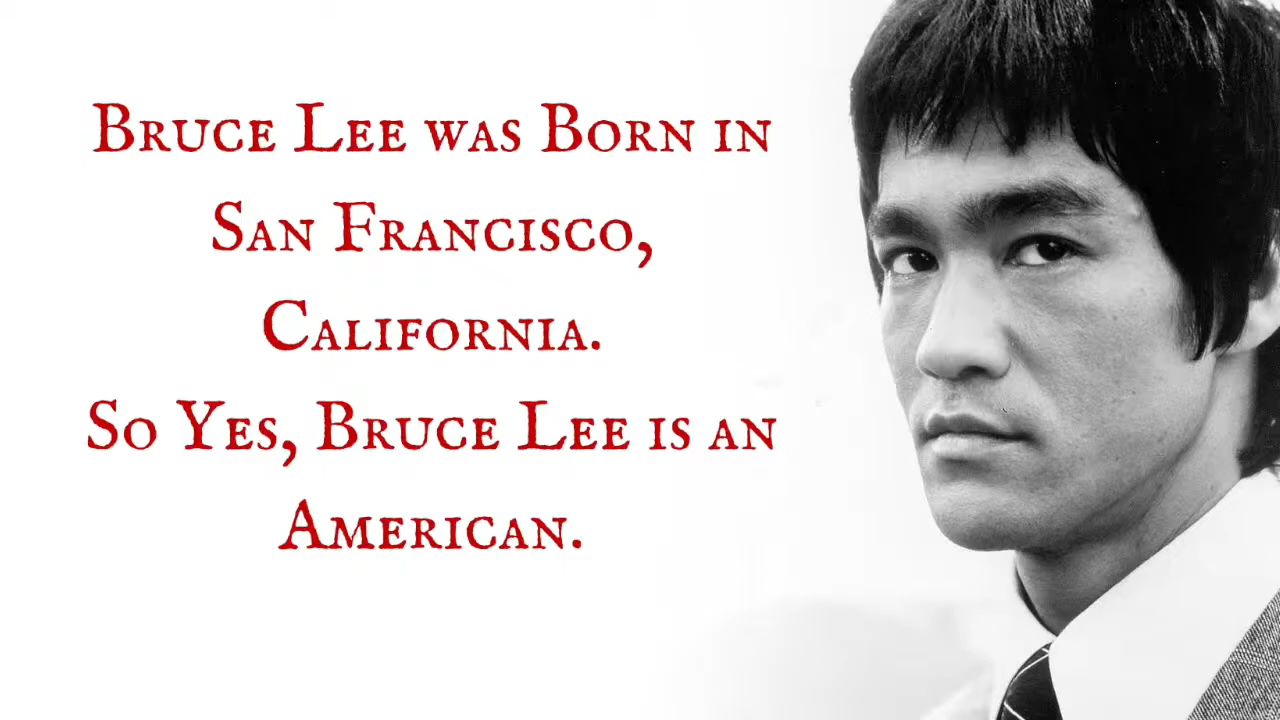 Bruce Lee was Born in
San Francisco,
California.
So Yes, Bruce Lee is an
American.